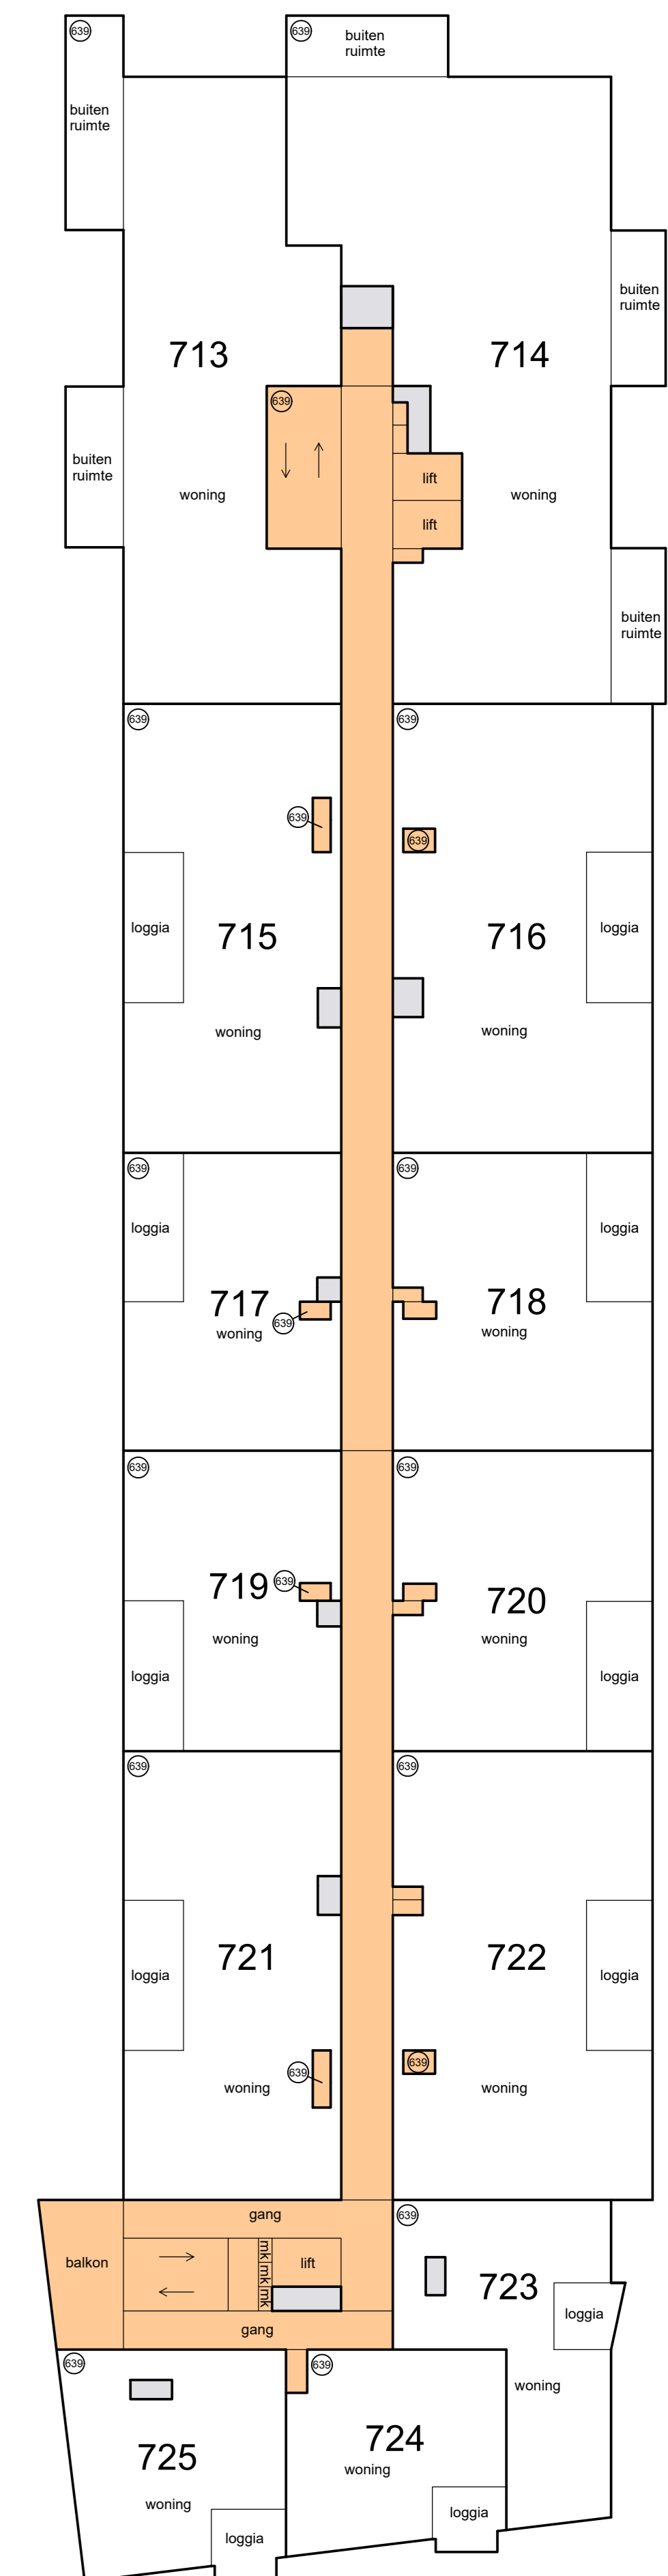 639
buiten
ruimte
639
buiten
ruimte
buiten
ruimte
713
714
639
buiten
ruimte
woning
lift
woning
lift
buiten
ruimte
639
639
639
639
loggia
715
716
loggia
woning
woning
639
639
loggia
loggia
717
718
639
woning
woning
639
639
719
639
720
woning
woning
loggia
loggia
639
639
721
722
loggia
loggia
639
639
woning
woning
gang
639
balkon
mk
mk
mk
lift
723
loggia
gang
639
639
woning
725
724
woning
woning
loggia
loggia